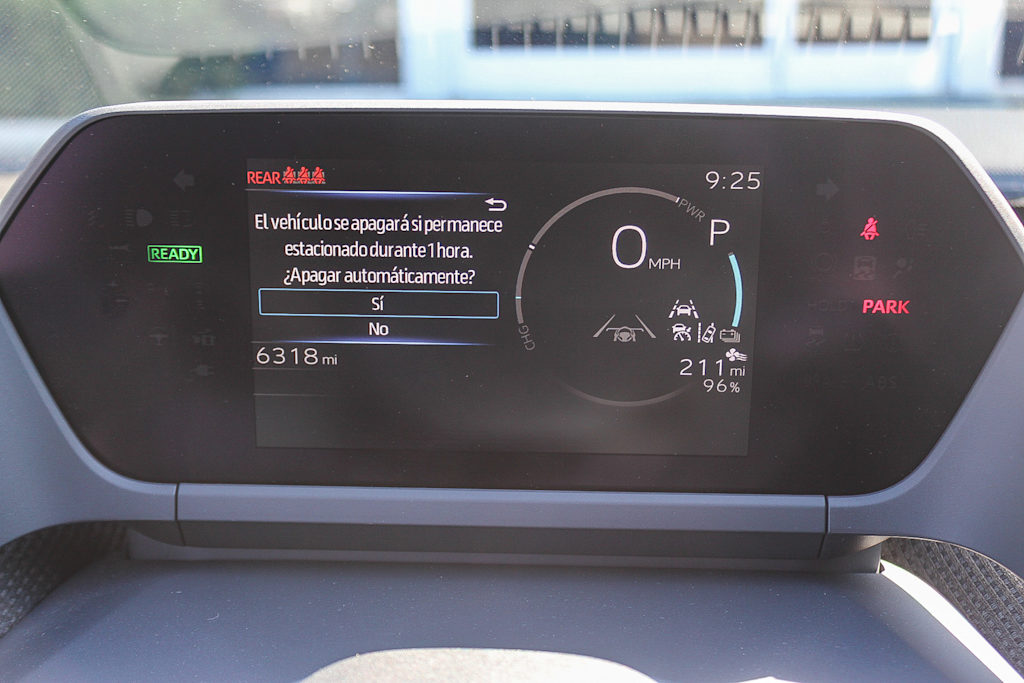 REAR
9:25
El vehículo se apagará si permanece
estacionado durante 1 hora.
¿Apagar automáticamente?
Sí
No
6318 mi
READY
PWR
P
0 MPH
CHG
211 mi
96%
PARK